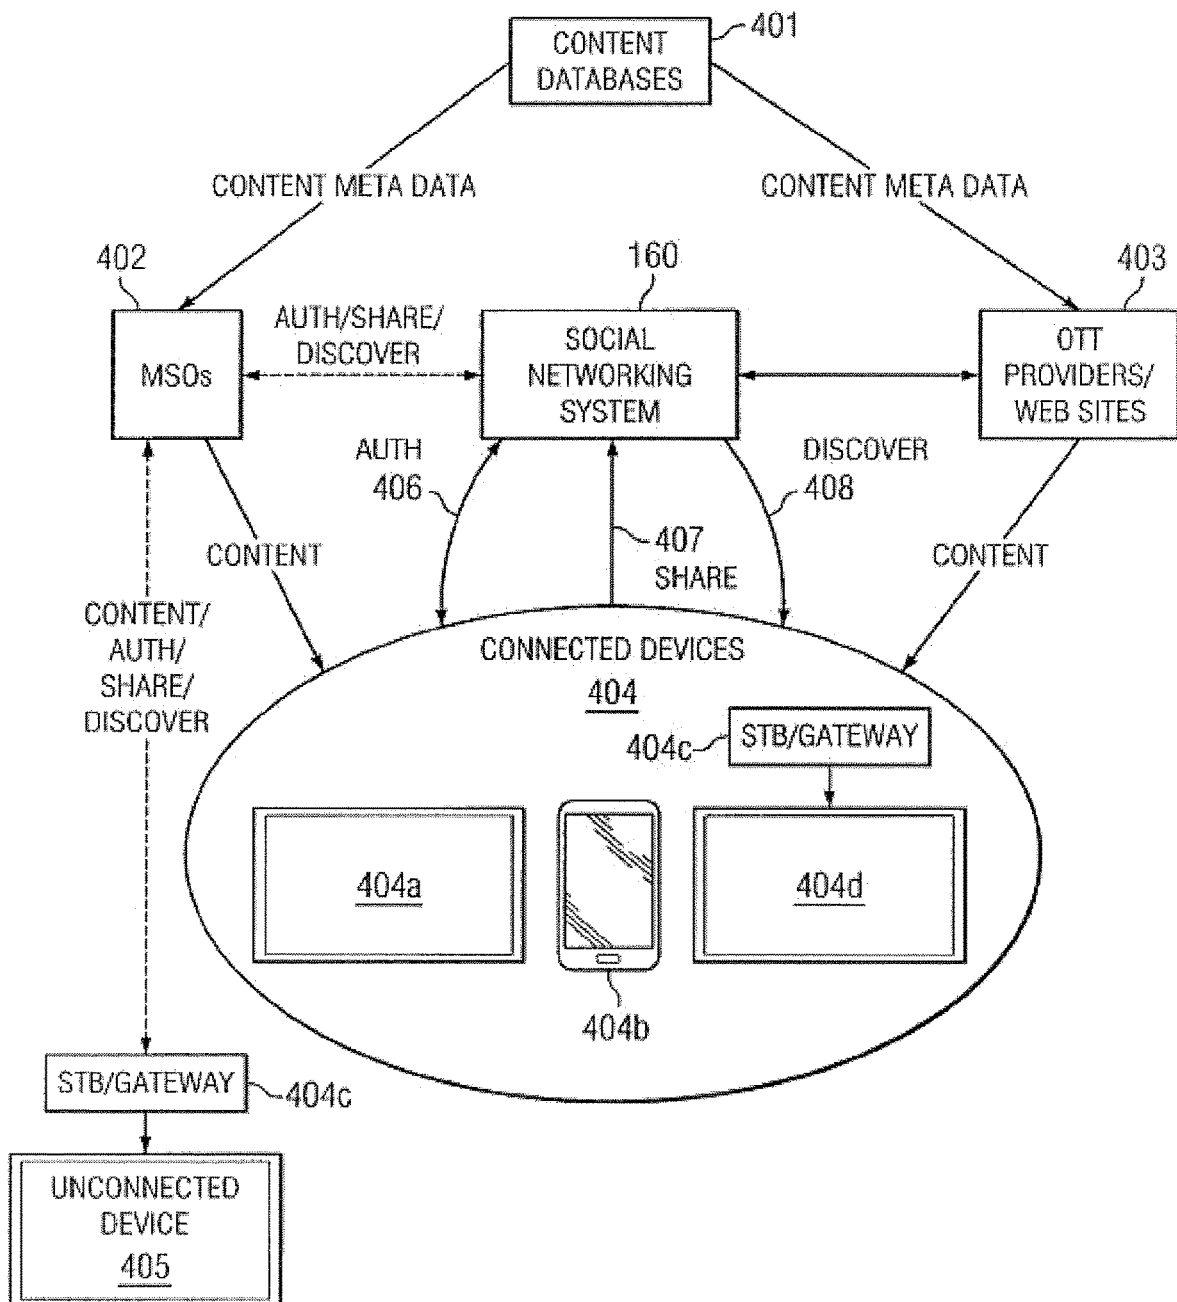 401
CONTENT
DATABASES
CONTENT META DATA
CONTENT META DATA
402
160
403
MSOs
AUTH/SHARE/
DISCOVER
SOCIAL
NETWORKING
SYSTEM
OTT
PROVIDERS/
WEB SITES
AUTH
406
DISCOVER
408
407
SHARE
CONTENT
CONTENT
CONTENT/
AUTH/
SHARE/
DISCOVER
CONNECTED DEVICES
404
404c
STB/GATEWAY
404a
404d
404b
STB/GATEWAY
404c
UNCONNECTED
DEVICE
405